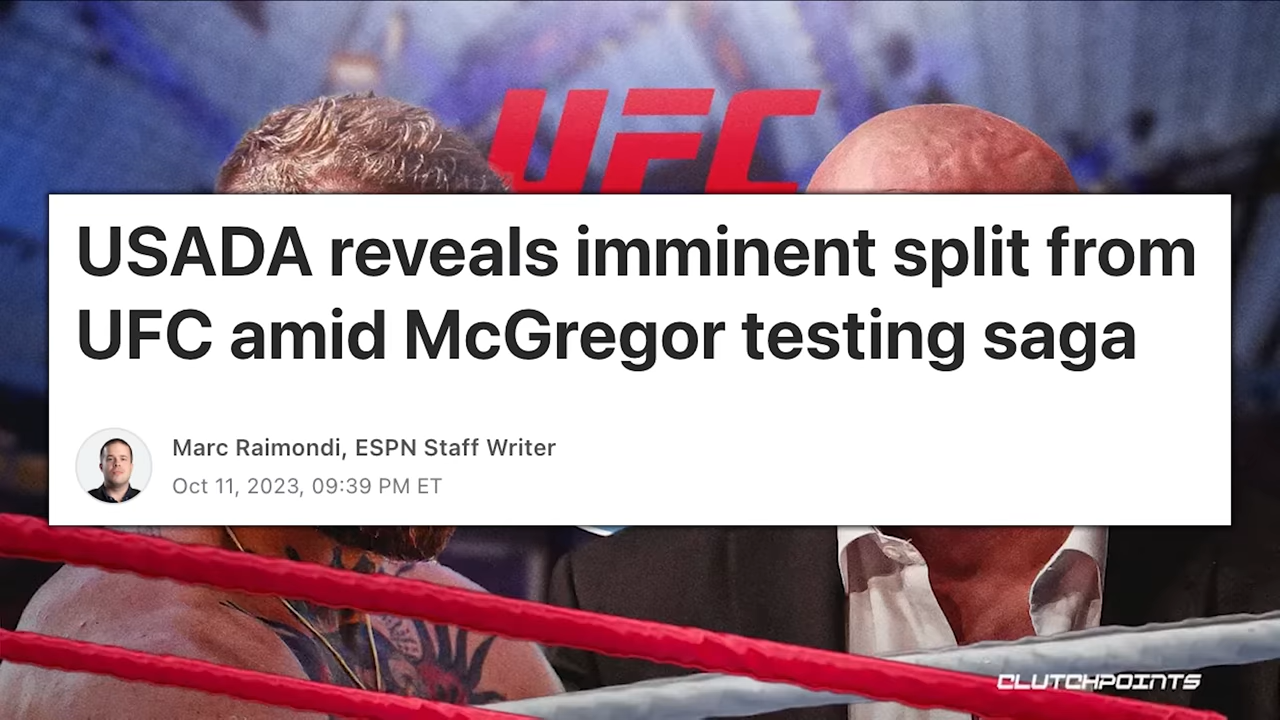 UFC
USADA reveals imminent split from
UFC amid McGregor testing saga
Marc Raimondi, ESPN Staff Writer
Oct 11, 2023, 09:39 PM ET
CLUTCHPOINTS